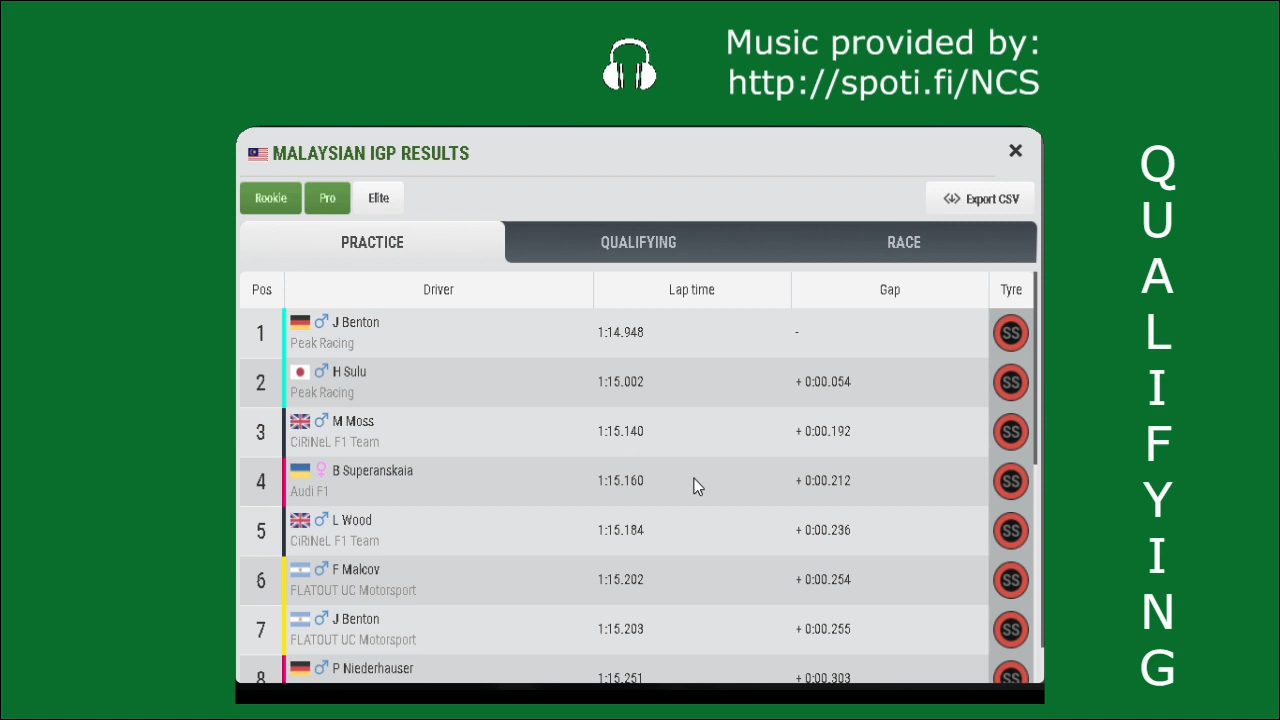 Music provided by:
http://spoti.fi/NCS
MALAYSIAN IGP RESULTS
Rookie Pro Elite Export CSV
PRACTICE QUALIFYING RACE
Pos Driver Lap time Gap Tyre
1 J Benton 1:14.948 - SS
Peak Racing
2 H Sulu 1:15.002 + 0:00.054 SS
Peak Racing
3 M Moss 1:15.140 + 0:00.192 SS
CiRiNeL F1 Team
4 B Superanskaia 1:15.160 + 0:00.212 SS
Audi F1
5 L Wood 1:15.184 + 0:00.236 SS
CiRiNeL F1 Team
6 F Malcov 1:15.202 + 0:00.254 SS
FLATOUT UC Motorsport
7 J Benton 1:15.203 + 0:00.255 SS
FLATOUT UC Motorsport
8 P Niederhauser 1:15.251 + 0:00.303 SS
QUALIFYING